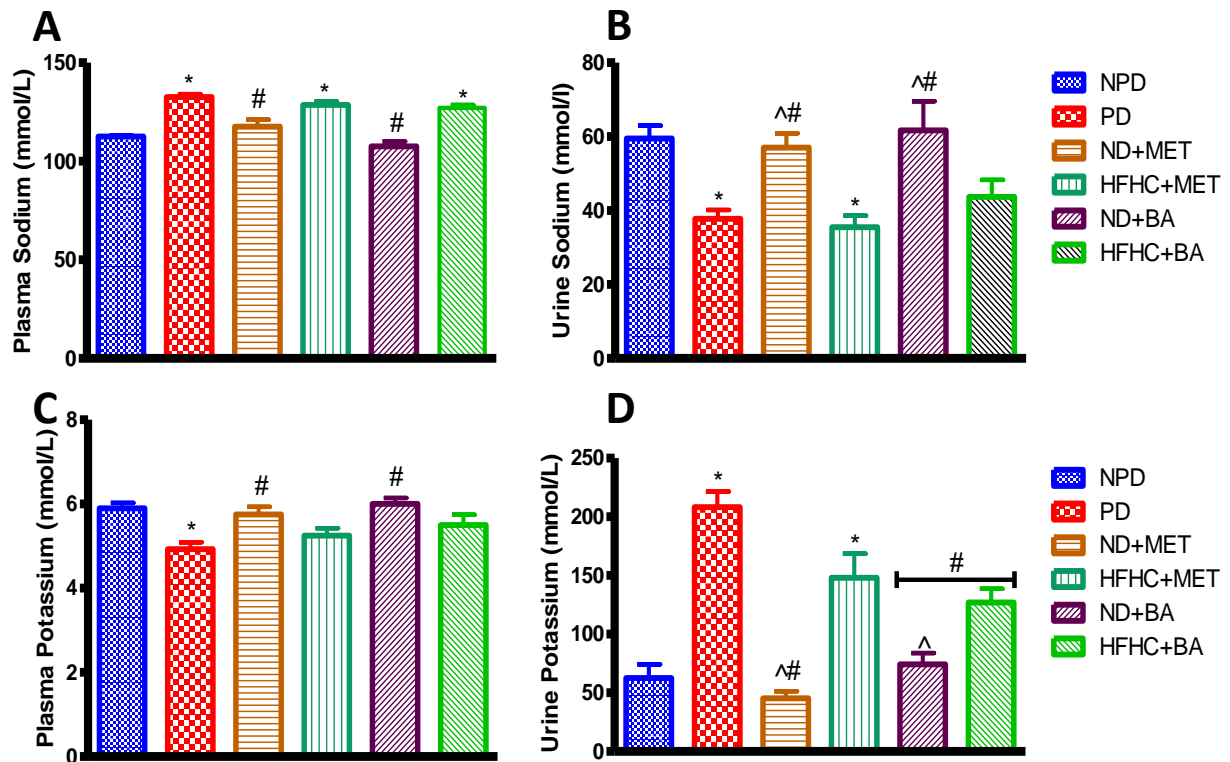 A
Plasma Sodium (mmol/L)
150
100
50
0
*
#
*
#
*
B
Urine Sodium (mmol/l)
80
60
40
20
0
*
^#
*
^#
NPD
PD
ND+MET
HFHC+MET
ND+BA
HFHC+BA
C
Plasma Potassium (mmol/L)
8
6
4
2
0
*
#
#
D
Urine Potassium (mmol/L)
250
200
150
100
50
0
*
^#
*
#
^
NPD
PD
ND+MET
HFHC+MET
ND+BA
HFHC+BA